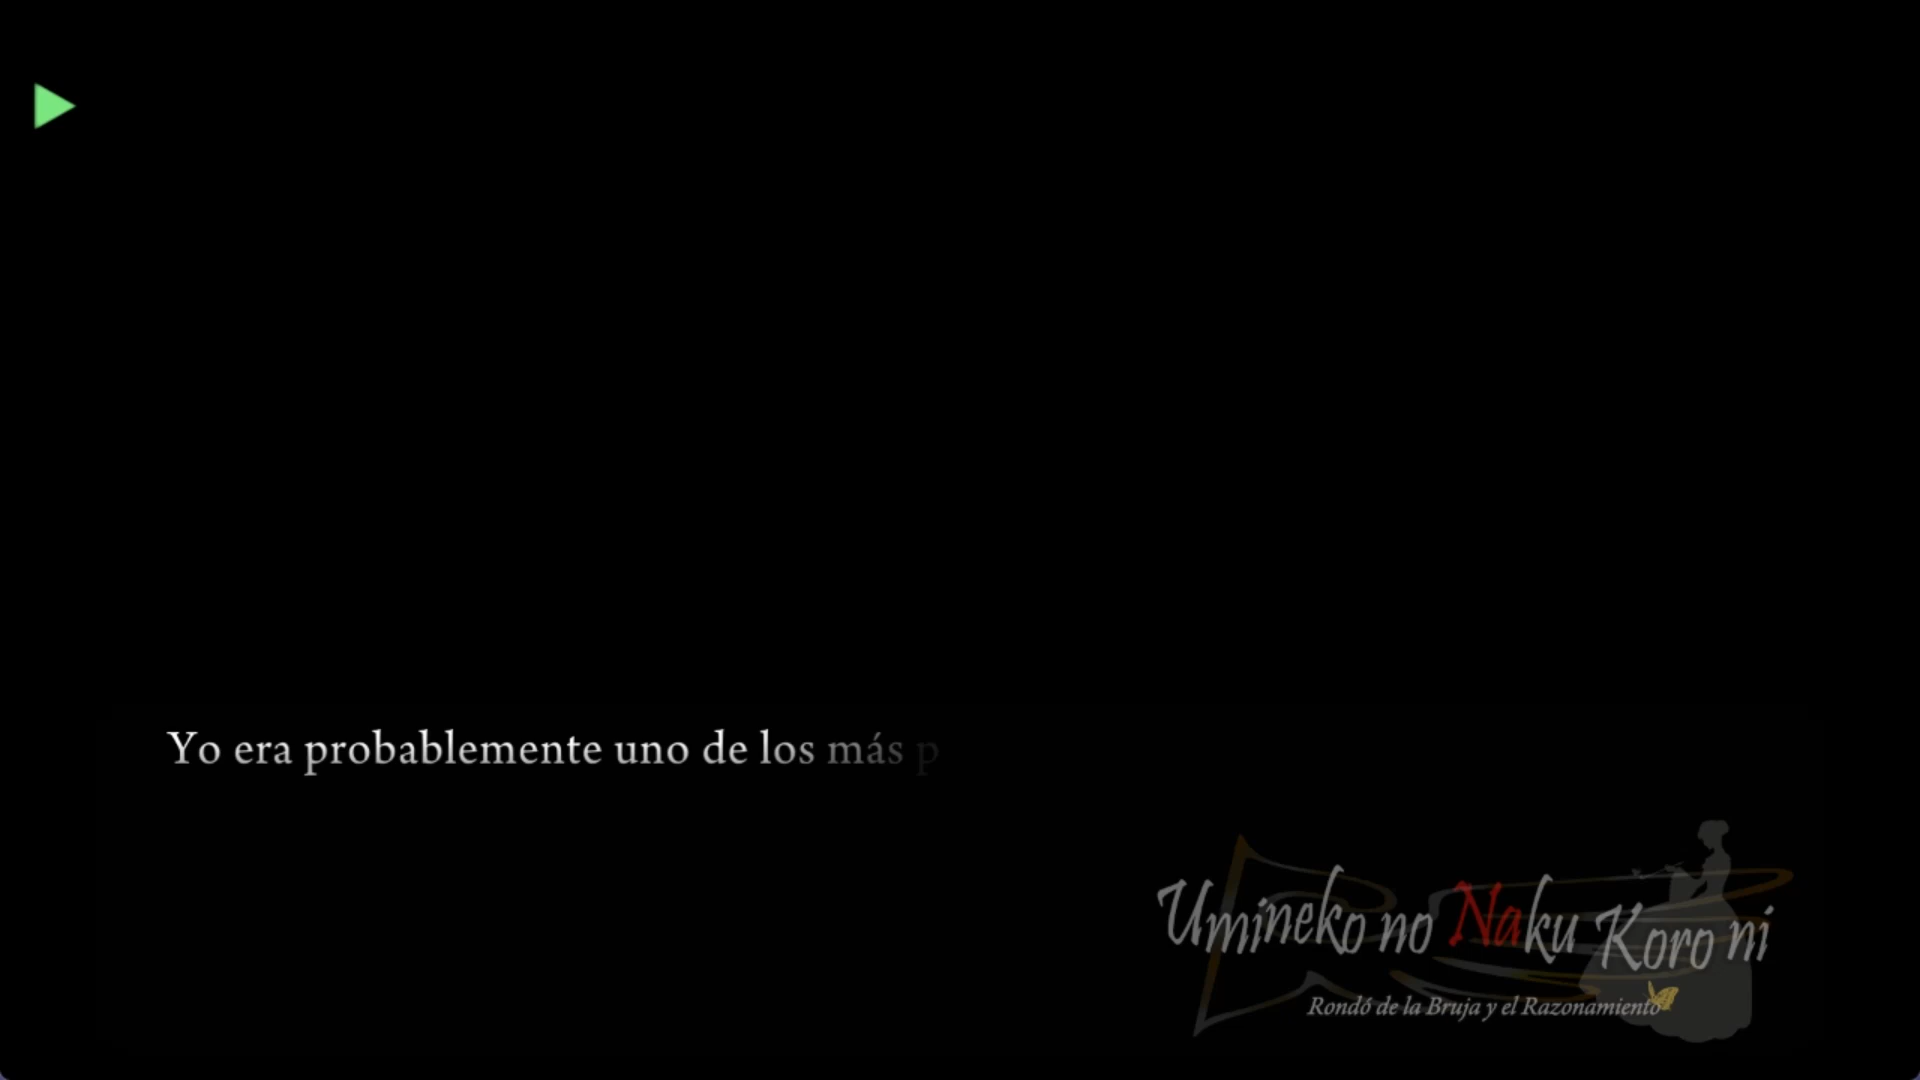 Yo era probablemente uno de los más p
Umineko no Naku Koro ni
Rondó de la Bruja y el Razonamiento